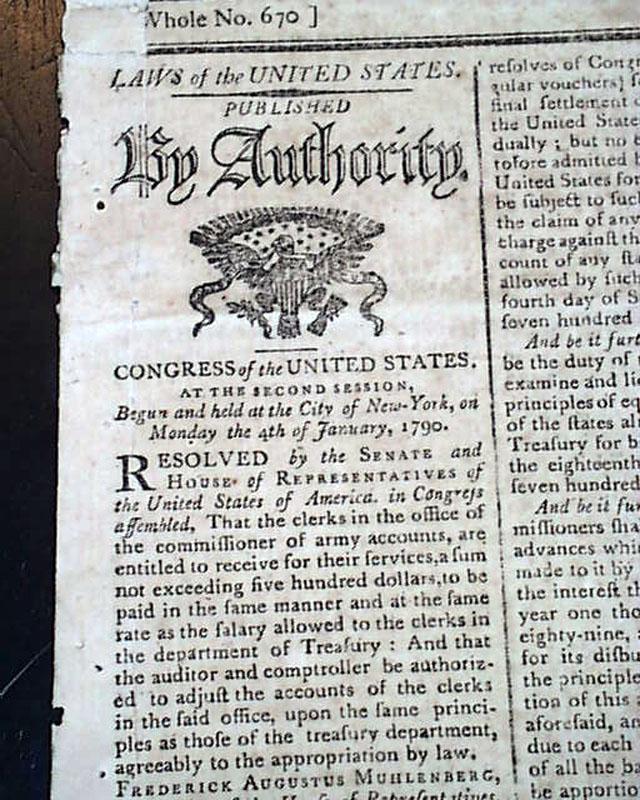 Whole No. 670 ]
LAWS of the UNITED STATES.
PUBLISHED
By Authority.
CONGRESS of the UNITED STATES.
AT THE SECOND SESSION,
Begun and held at the City of New-York, on
Monday the 4th of January, 1790.
RESOLVED by the SENATE and
HOUSE of REPRESENTATIVES of
the United States of America. in Congreſs
aſſembled, That the clerks in the office of
the commiſſioner of army accounts, are
entitled to receive for their ſervices, a ſum
not exceeding five hundred dollars, to be
paid in the ſame manner and at the ſame
rate as the ſalary allowed to the clerks in
the department of Treaſury : And that
the auditor and comptroller be authoriz-
ed to adjuſt the accounts of the clerks
in the ſaid office, upon the ſame princi-
ples as thoſe of the treaſury department,
agreeably to the appropriation by law.
FREDERICK AUGUSTUS MUHLENBERG,
of the Houſe of Repreſentatives
reſolves of Congr
gular vouchers)
final ſettlement
the United State
dually ; but no
tofore admitted
United States for
be ſubject to ſuc
the claim of any
charge againſt th
count of any ſta
allowed by ſuch
fourth day of S
ſeven hundred
And be it furt
be the duty of
examine and li
principles of eq
of the ſtates al
Treaſury for b
the eighteenth
ſeven hundred
And be it fur
miſſioners ſha
advances whi
made to it by
the intereſt th
year one tho
eighty-nine,
for its diſbu
the principle
tion of this
aforeſaid, an
due to each
of all the ba
be apportio